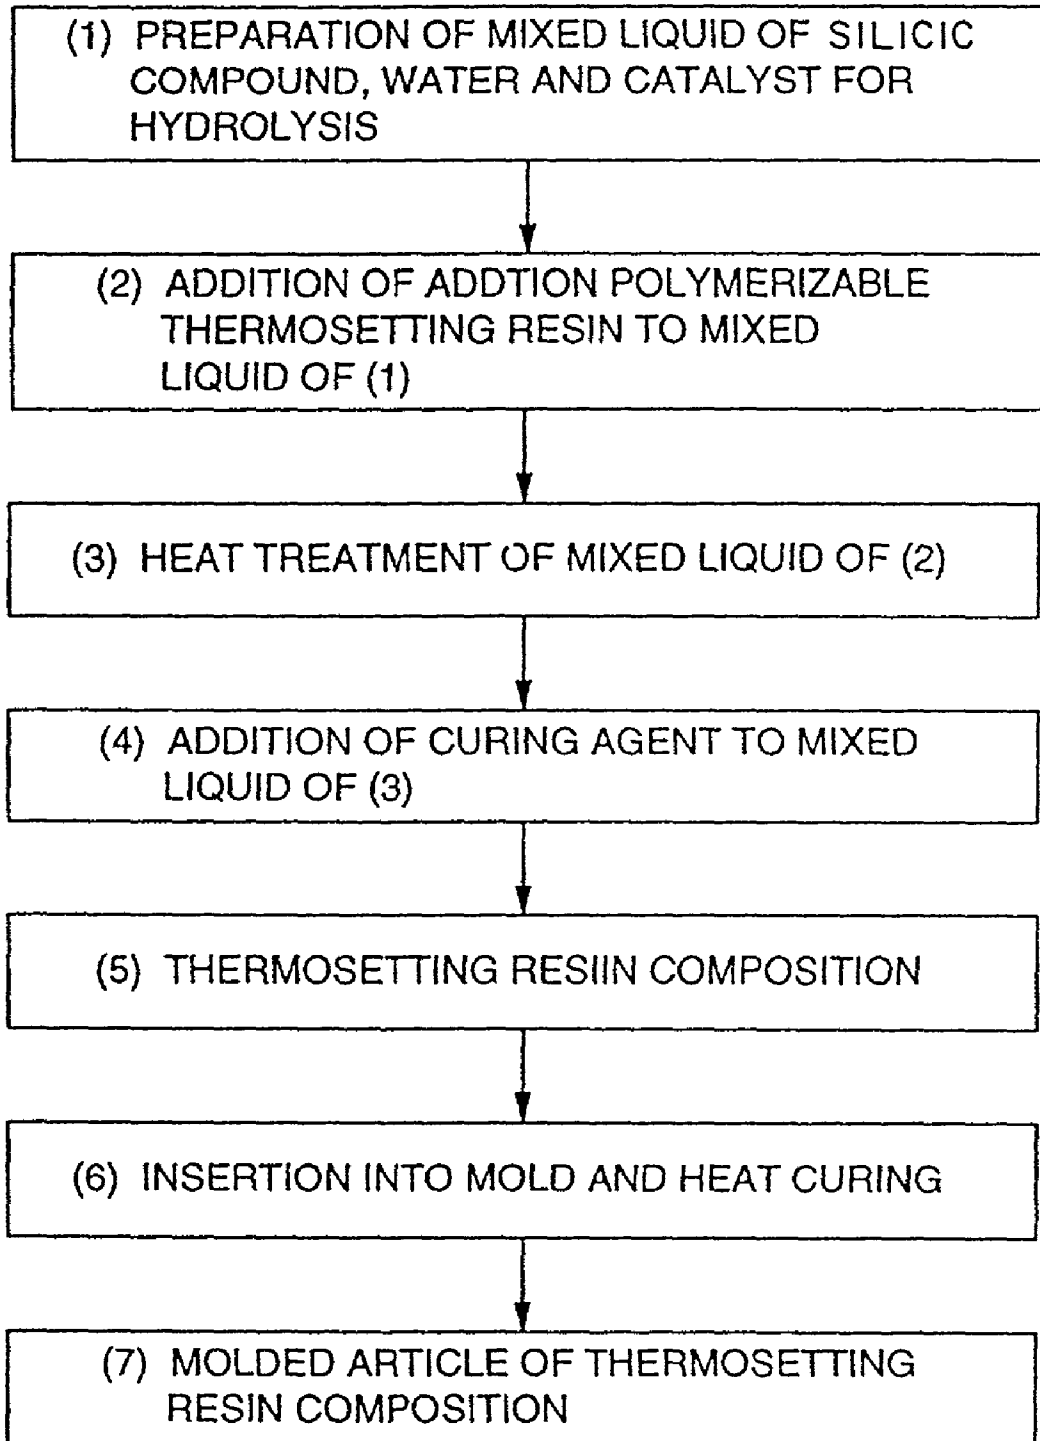 (1) PREPARATION OF MIXED LIQUID OF SILICIC
COMPOUND, WATER AND CATALYST FOR
HYDROLYSIS
(2) ADDITION OF ADDTION POLYMERIZABLE
THERMOSETTING RESIN TO MIXED
LIQUID OF (1)
(3) HEAT TREATMENT OF MIXED LIQUID OF (2)
(4) ADDITION OF CURING AGENT TO MIXED
LIQUID OF (3)
(5) THERMOSETTING RESIIN COMPOSITION
(6) INSERTION INTO MOLD AND HEAT CURING
(7) MOLDED ARTICLE OF THERMOSETTING
RESIN COMPOSITION